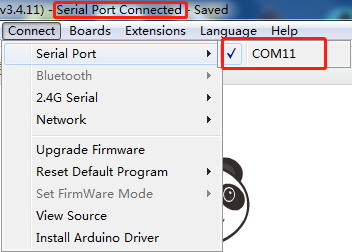 v3.4.11) - Serial Port Connected - Saved
Connect Boards Extensions Language Help
Serial Port COM11
Bluetooth
2.4G Serial
Network
Upgrade Firmware
Reset Default Program
Set FirmWare Mode
View Source
Install Arduino Driver